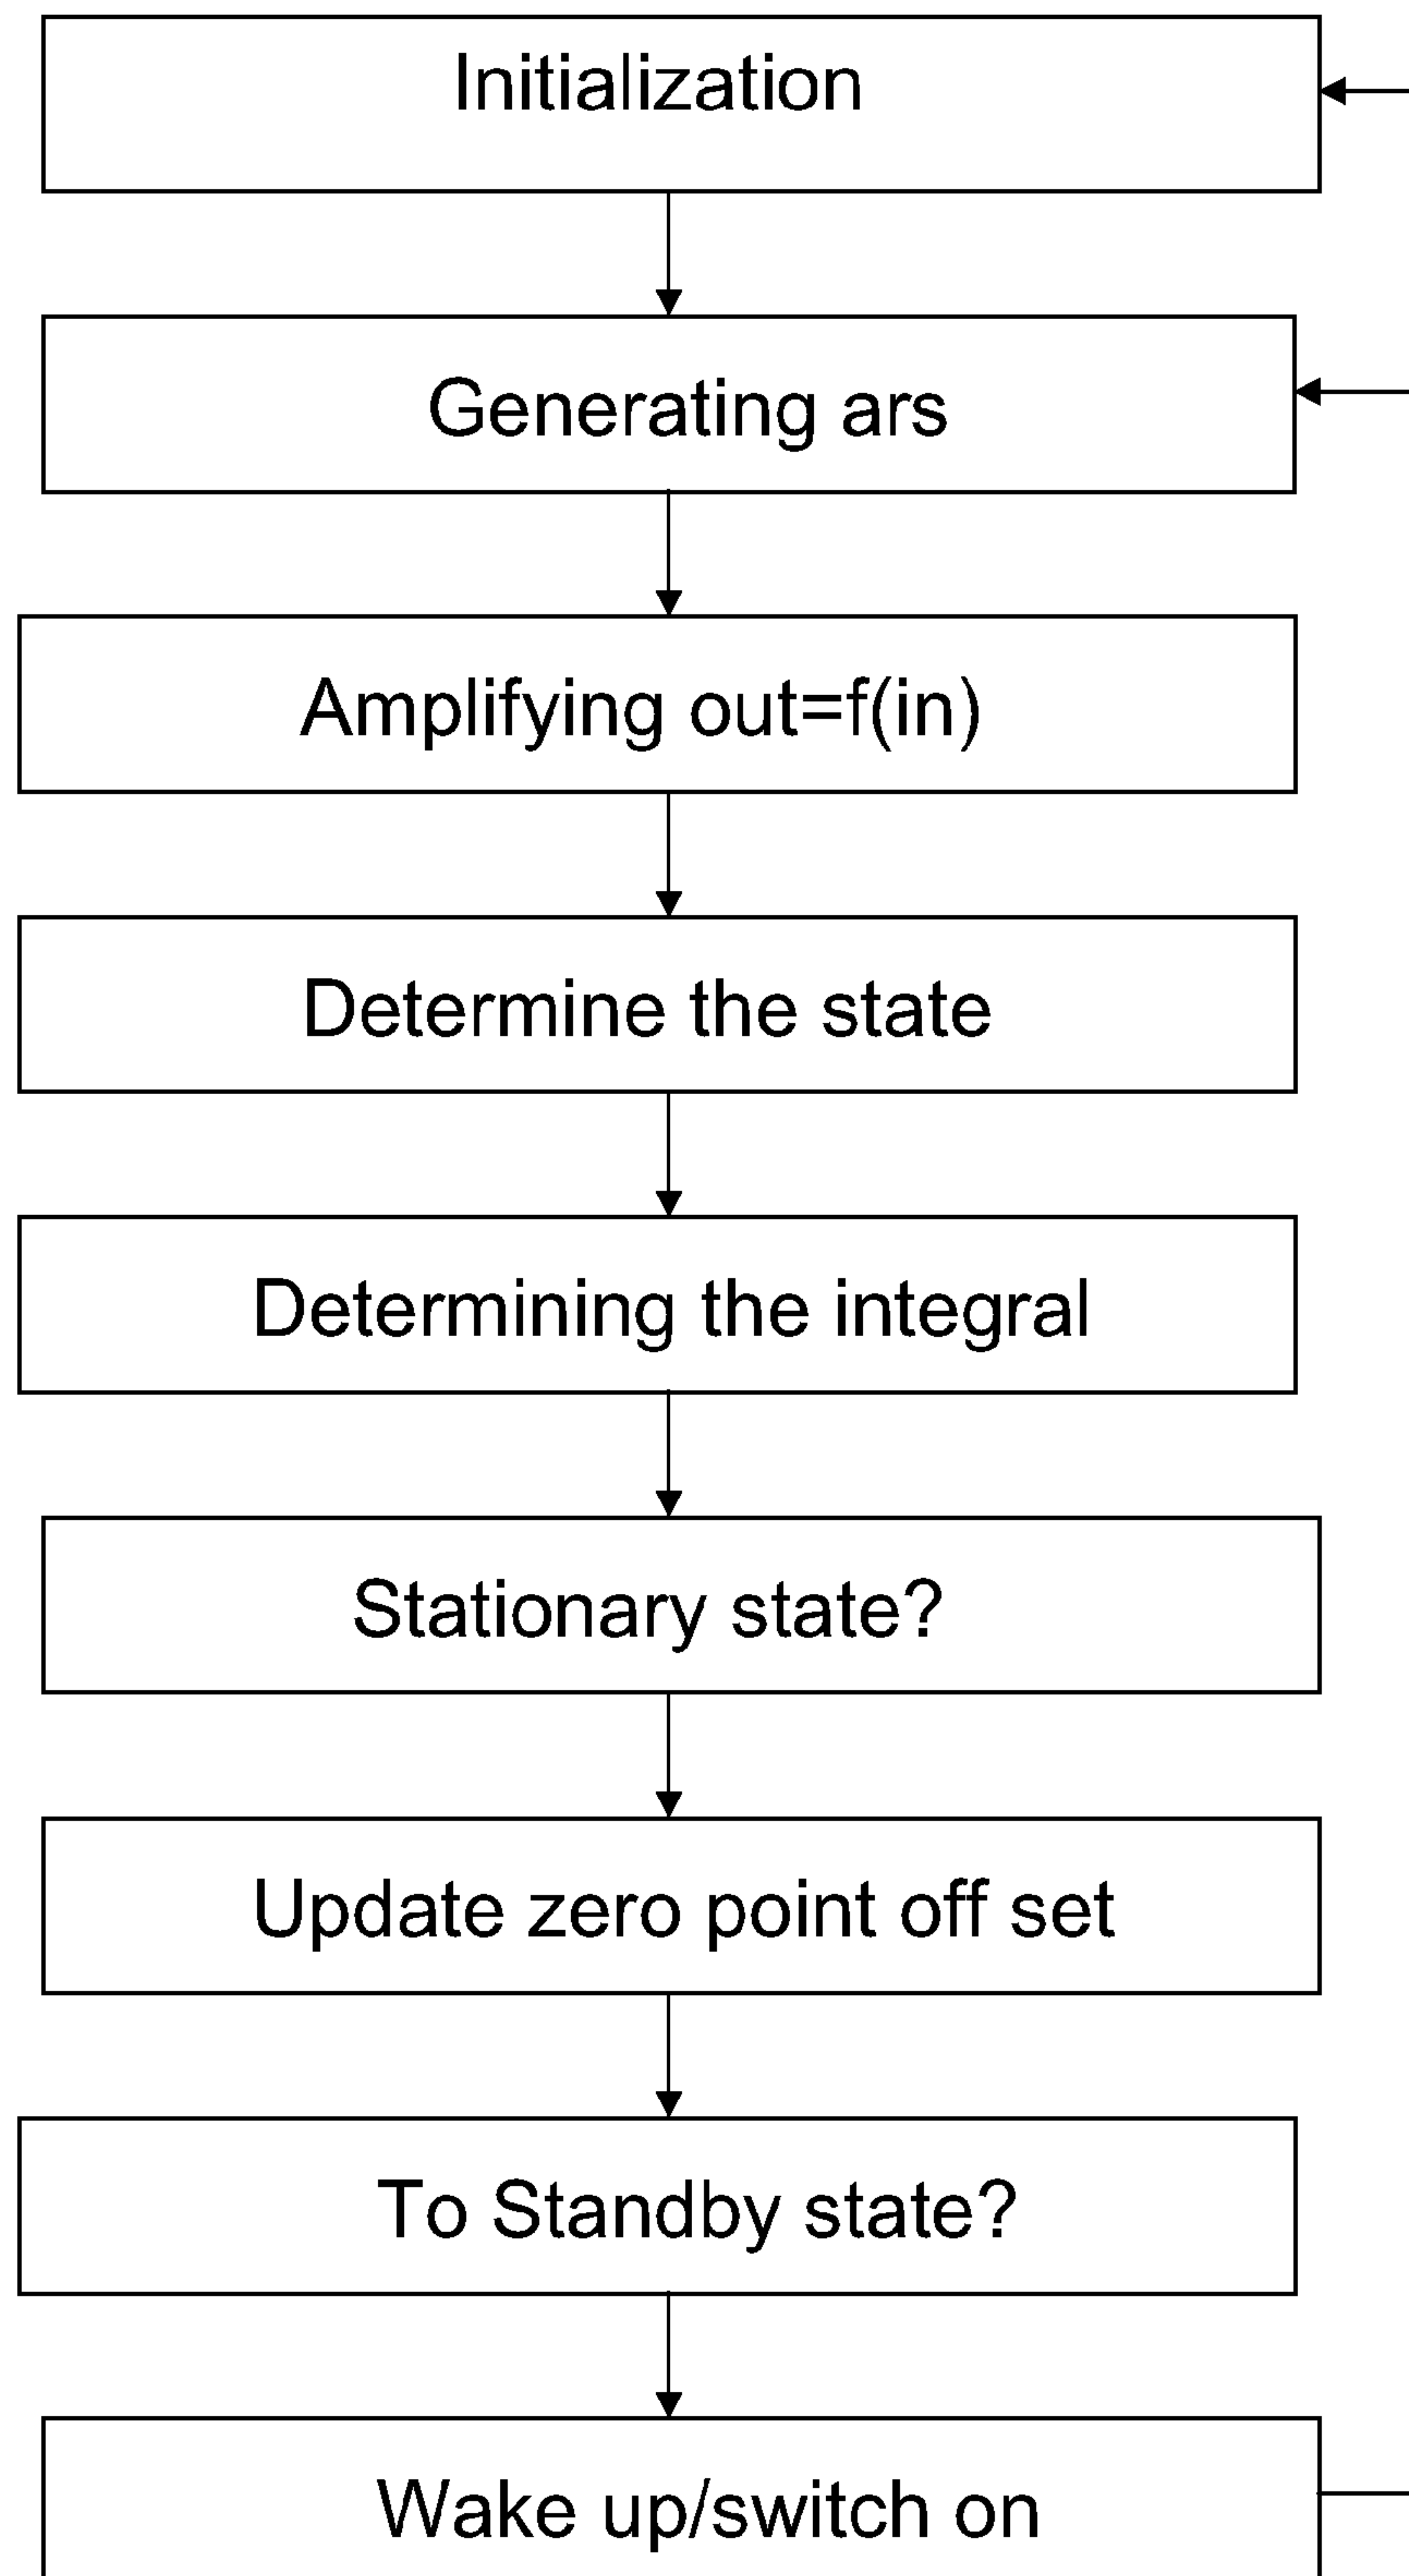 Initialization
Generating ars
Amplifying out=f(in)
Determine the state
Determining the integral
Stationary state?
Update zero point off set
To Standby state?
Wake up/switch on